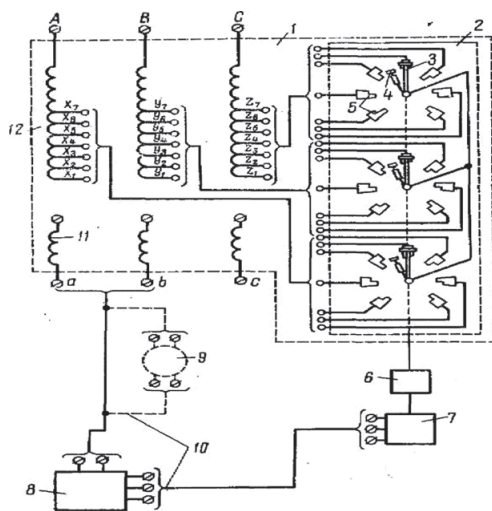 A B C 1 2
3
4
5
12
X7 Y7 Z7
X6 Y6 Z6
X5 Y5 Z5
X4 Y4 Z4
X3 Y3 Z3
X2 Y2 Z2
X1 Y1 Z1
11
a b c
9
6
10
7
8